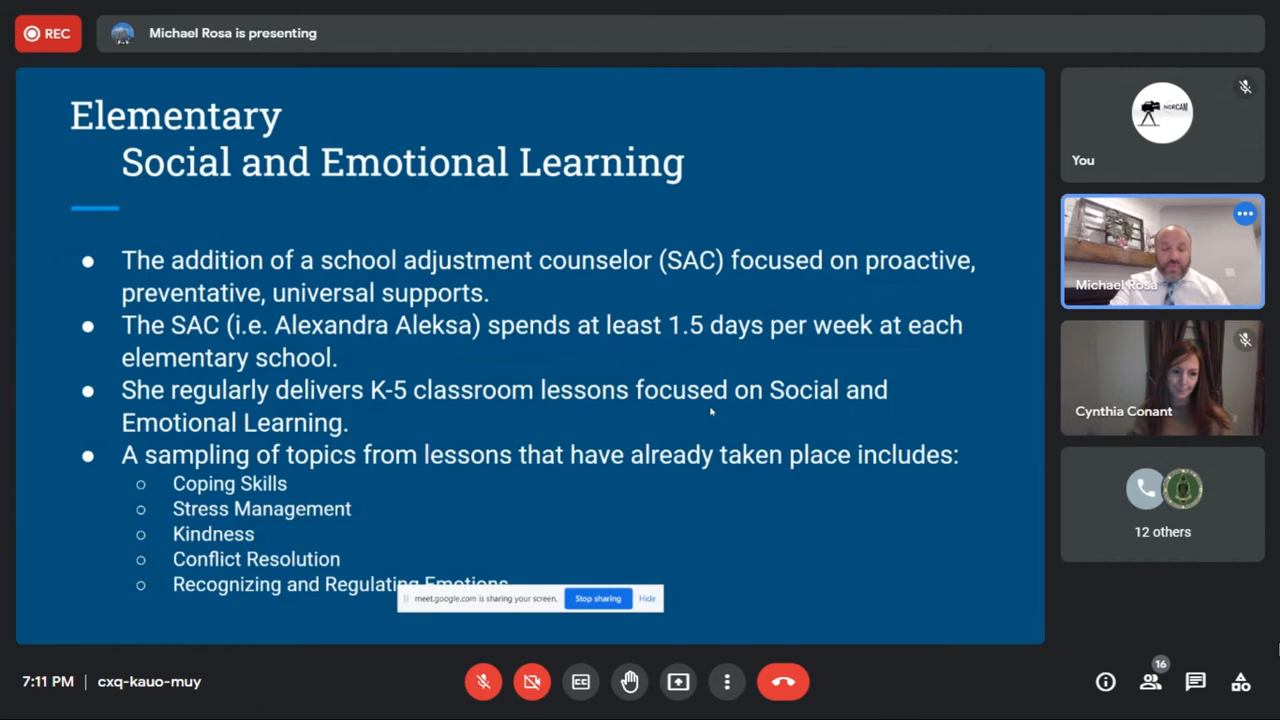 REC
Michael Rosa is presenting
Elementary
Social and Emotional Learning
The addition of a school adjustment counselor (SAC) focused on proactive,
preventative, universal supports.
The SAC (i.e. Alexandra Aleksa) spends at least 1.5 days per week at each
elementary school.
She regularly delivers K-5 classroom lessons focused on Social and
Emotional Learning.
A sampling of topics from lessons that have already taken place includes:
Coping Skills
Stress Management
Kindness
Conflict Resolution
Recognizing and Regulating Emotions
meet.google.com is sharing your screen.
Stop sharing
Hide
NORCAM
You
Michael Rosa
Cynthia Conant
12 others
7:11 PM | cxq-kauo-muy
CC
16